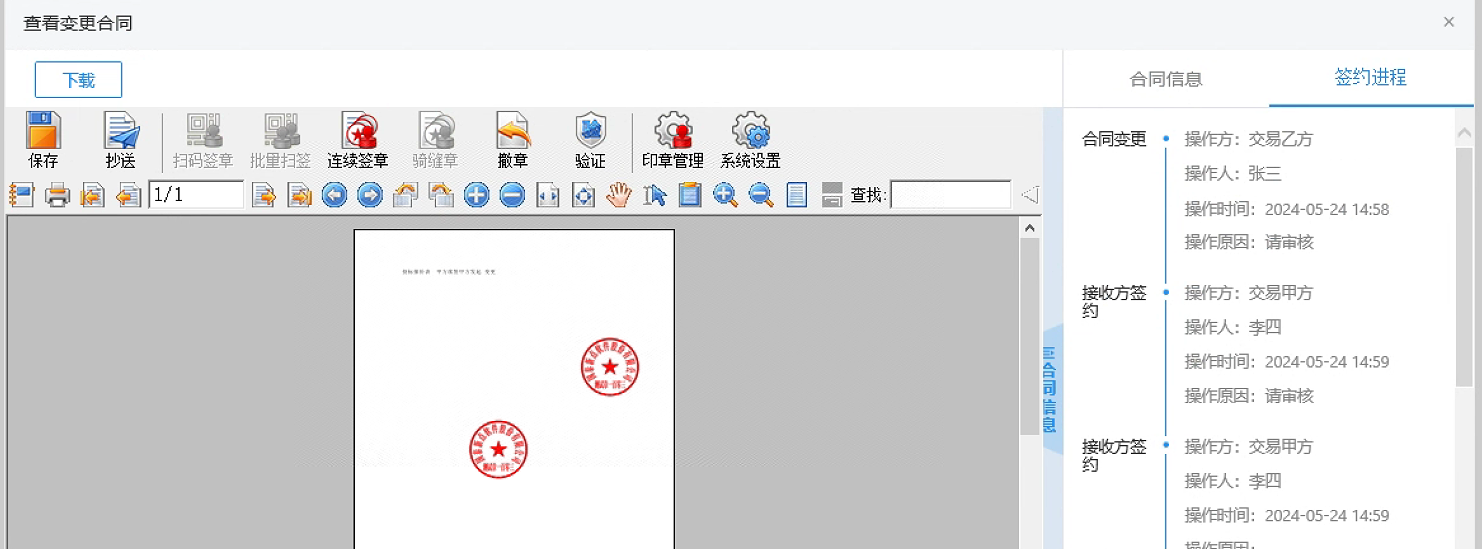 查看变更合同
下载
合同信息
签约进程
保存
抄送
扫码签章
批量扫签
连续签章
骑缝章
撤章
验证
印章管理
系统设置
1/1
查找:
合同变更
操作方：交易乙方
操作人：张三
操作时间：2024-05-24 14:58
操作原因：请审核
接收方签
约
操作方：交易甲方
操作人：李四
操作时间：2024-05-24 14:59
操作原因：请审核
接收方签
约
操作方：交易甲方
操作人：李四
操作时间：2024-05-24 14:59
操作原因：
合同信息